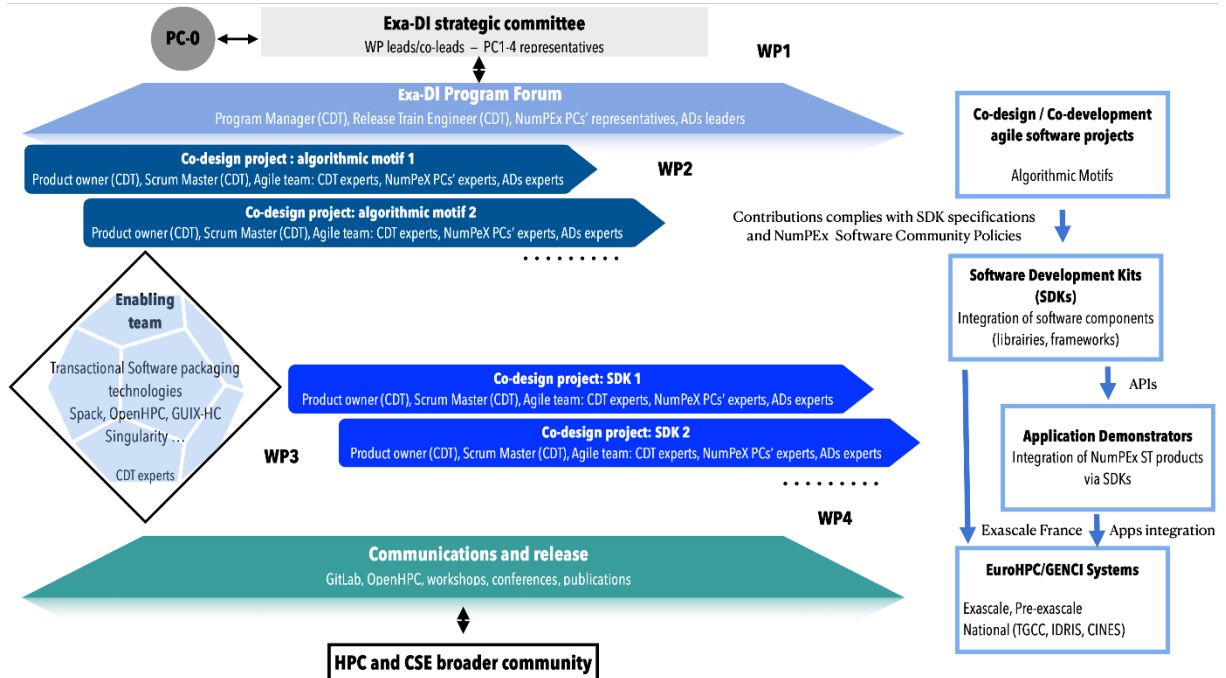 PC-0
Exa-DI strategic committee
WP leads/co-leads – PC1-4 representatives
WP1
Exa-DI Program Forum
Program Manager (CDT), Release Train Engineer (CDT), NumPEx PCs' representatives, ADs leaders
Co-design project : algorithmic motif 1
Product owner (CDT), Scrum Master (CDT), Agile team: CDT experts, NumPeX PCs' experts, ADs experts
WP2
Co-design project: algorithmic motif 2
Product owner (CDT), Scrum Master (CDT), Agile team: CDT experts, NumPeX PCs' experts, ADs experts
. . . . . . . . .
Enabling
team
Transactional Software packaging
technologies
Spack, OpenHPC, GUIX-HC
Singularity ...
CDT experts
WP3
Co-design project: SDK 1
Product owner (CDT), Scrum Master (CDT), Agile team: CDT experts, NumPeX PCs' experts, ADs experts
Co-design project: SDK 2
Product owner (CDT), Scrum Master (CDT), Agile team: CDT experts, NumPeX PCs' experts, ADs experts
. . . . . . . . .
WP4
Communications and release
GitLab, OpenHPC, workshops, conferences, publications
HPC and CSE broader community
Co-design / Co-development
agile software projects
Algorithmic Motifs
Contributions complies with SDK specifications
and NumPEx Software Community Policies
Software Development Kits
(SDKs)
Integration of software components
(librairies, frameworks)
APIs
Application Demonstrators
Integration of NumPEx ST products
via SDKs
Exascale France
Apps integration
EuroHPC/GENCI Systems
Exascale, Pre-exascale
National (TGCC, IDRIS, CINES)